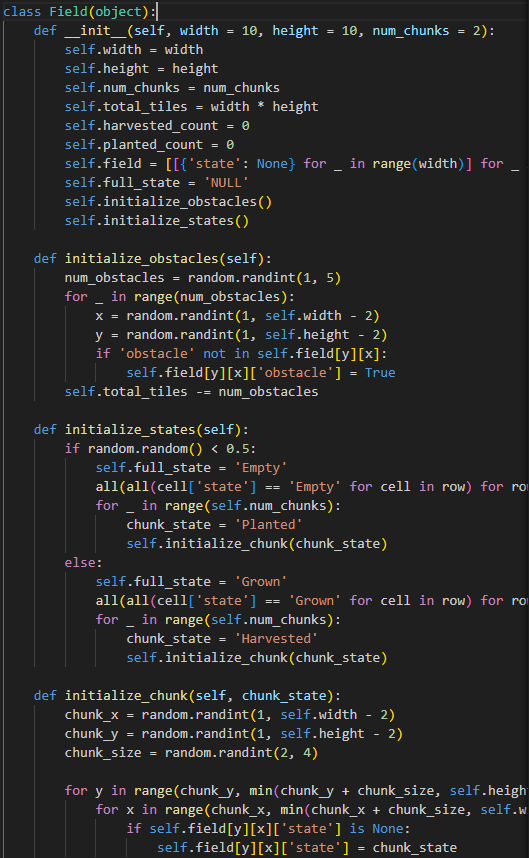 class Field(object):
    def __init__(self, width = 10, height = 10, num_chunks = 2):
        self.width = width
        self.height = height
        self.num_chunks = num_chunks
        self.total_tiles = width * height
        self.harvested_count = 0
        self.planted_count = 0
        self.field = [[{'state': None} for _ in range(width)] for _
        self.full_state = 'NULL'
        self.initialize_obstacles()
        self.initialize_states()

    def initialize_obstacles(self):
        num_obstacles = random.randint(1, 5)
        for _ in range(num_obstacles):
            x = random.randint(1, self.width - 2)
            y = random.randint(1, self.height - 2)
            if 'obstacle' not in self.field[y][x]:
                self.field[y][x]['obstacle'] = True
        self.total_tiles -= num_obstacles

    def initialize_states(self):
        if random.random() < 0.5:
            self.full_state = 'Empty'
            all(all(cell['state'] == 'Empty' for cell in row) for ro
            for _ in range(self.num_chunks):
                chunk_state = 'Planted'
                self.initialize_chunk(chunk_state)
        else:
            self.full_state = 'Grown'
            all(all(cell['state'] == 'Grown' for cell in row) for ro
            for _ in range(self.num_chunks):
                chunk_state = 'Harvested'
                self.initialize_chunk(chunk_state)

    def initialize_chunk(self, chunk_state):
        chunk_x = random.randint(1, self.width - 2)
        chunk_y = random.randint(1, self.height - 2)
        chunk_size = random.randint(2, 4)

        for y in range(chunk_y, min(chunk_y + chunk_size, self.heigh
            for x in range(chunk_x, min(chunk_x + chunk_size, self.w
                if self.field[y][x]['state'] is None:
                    self.field[y][x]['state'] = chunk_state